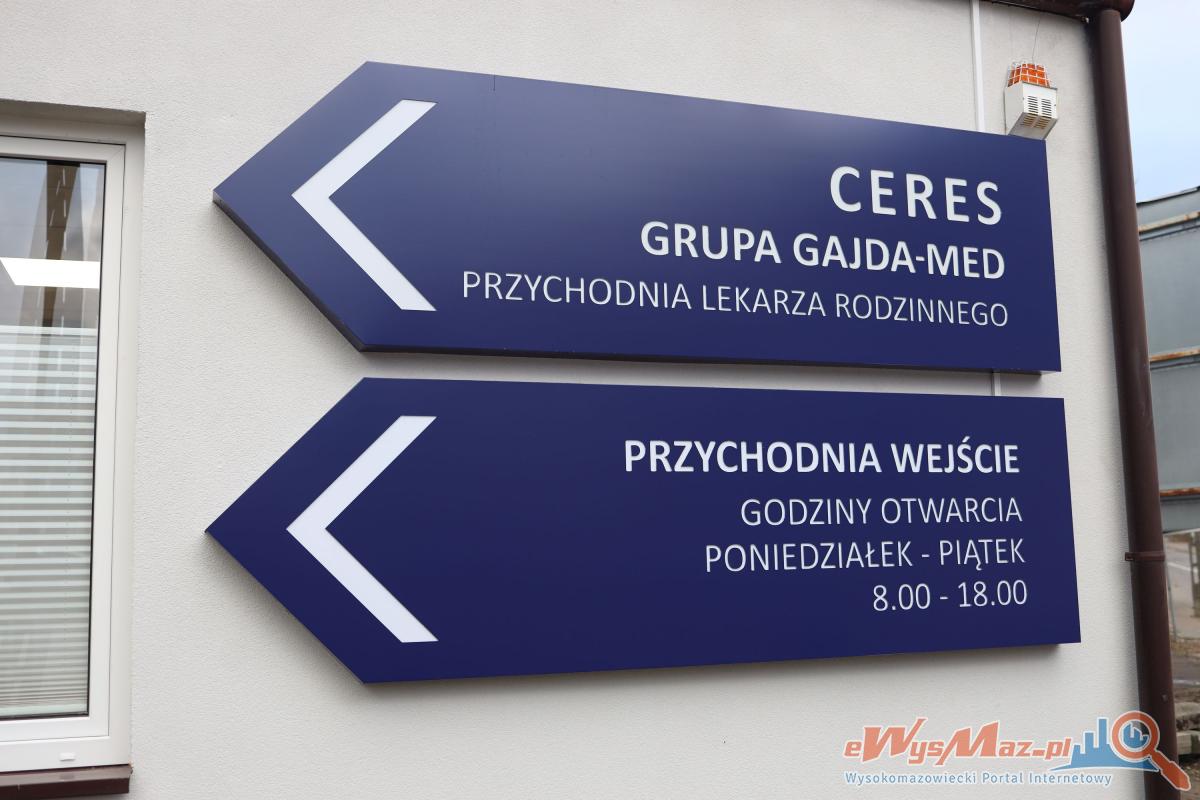 CERES
GRUPA GAJDA-MED
PRZYCHODNIA LEKARZA RODZINNEGO
PRZYCHODNIA WEJŚCIE
GODZINY OTWARCIA
PONIEDZIAŁEK - PIĄTEK
8.00 - 18.00
eWysMaz.pl
Wysokomazowiecki Portal Internetowy